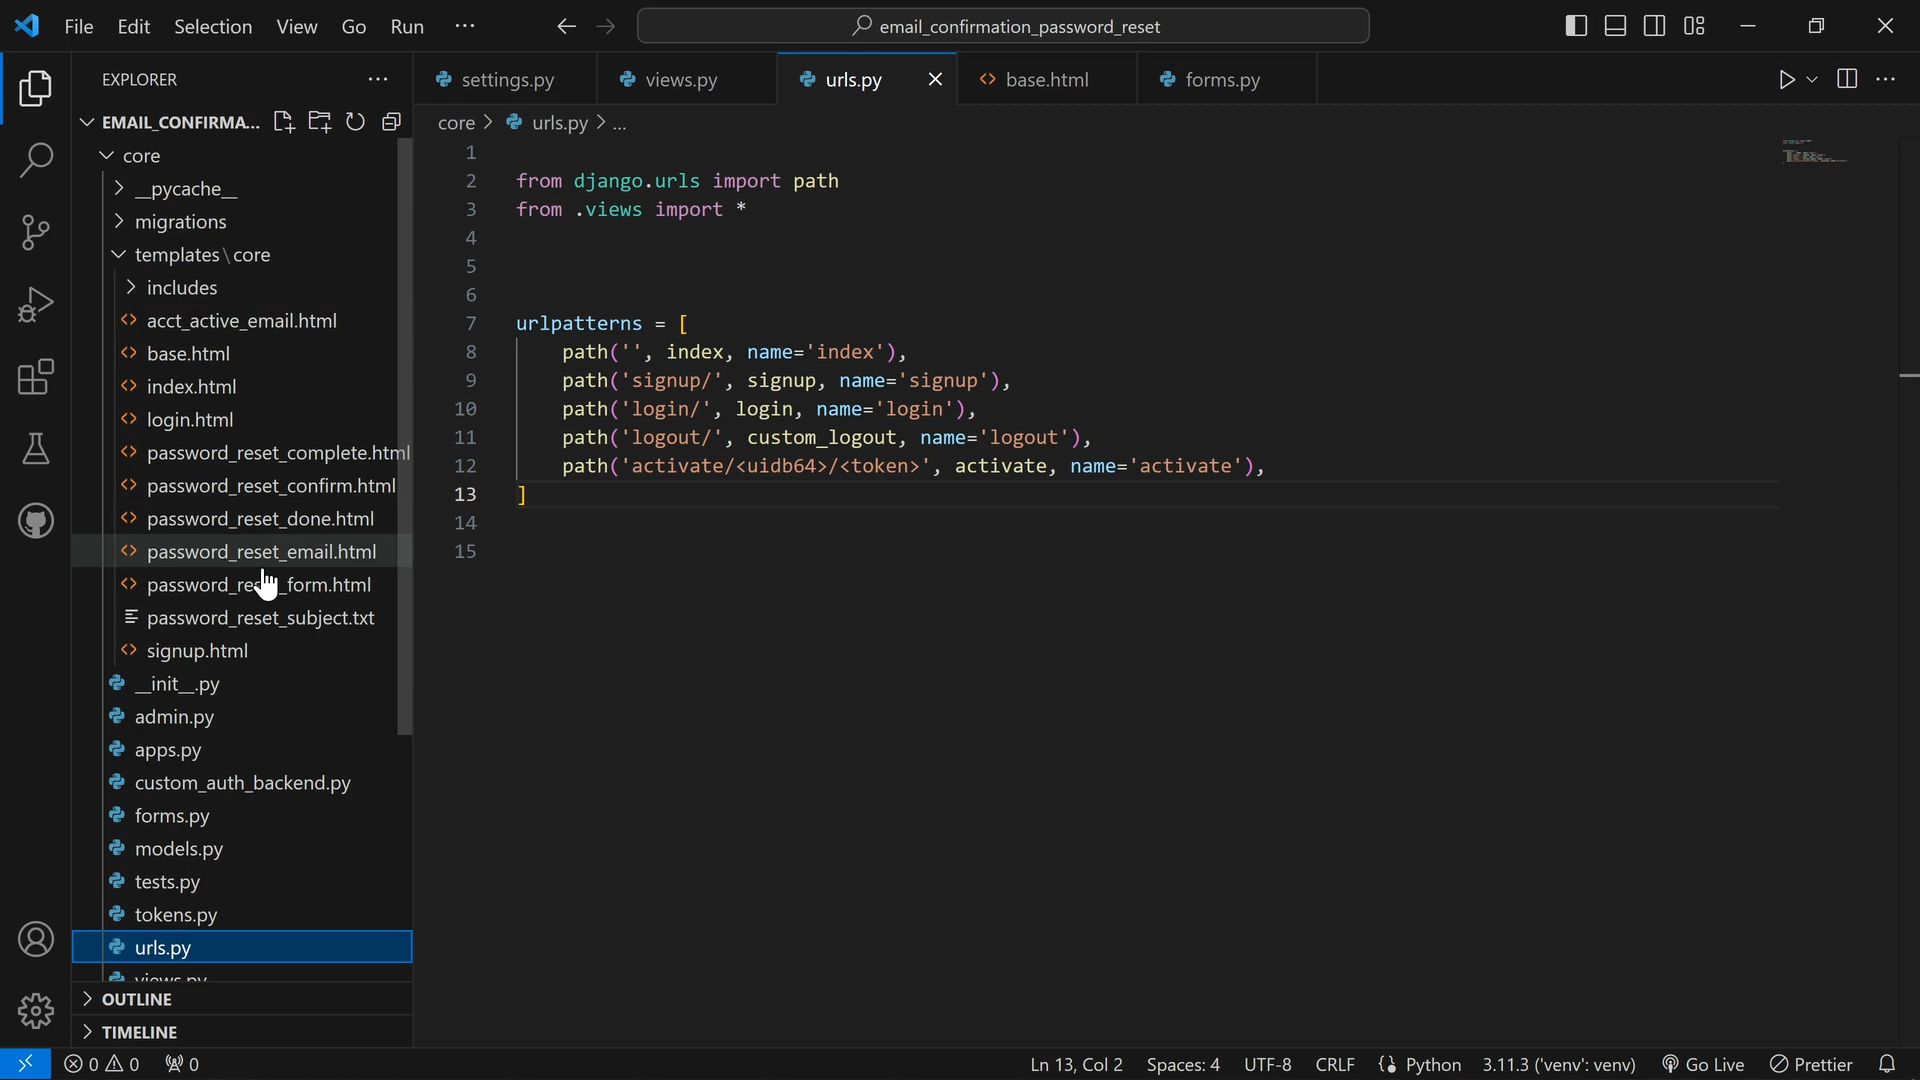 File Edit Selection View Go Run ···
email_confirmation_password_reset
EXPLORER
settings.py
views.py
urls.py
base.html
forms.py
EMAIL_CONFIRMA...
core > urls.py > ...
core
__pycache__
migrations
templates\core
includes
acct_active_email.html
base.html
index.html
login.html
password_reset_complete.html
password_reset_confirm.html
password_reset_done.html
password_reset_email.html
password_reset_form.html
password_reset_subject.txt
signup.html
__init__.py
admin.py
apps.py
custom_auth_backend.py
forms.py
models.py
tests.py
tokens.py
urls.py
views.py
OUTLINE
TIMELINE
1
2 from django.urls import path
3 from .views import *
4
5
6
7 urlpatterns = [
8 path('', index, name='index'),
9 path('signup/', signup, name='signup'),
10 path('login/', login, name='login'),
11 path('logout/', custom_logout, name='logout'),
12 path('activate/<uidb64>/<token>', activate, name='activate'),
13 ]
14
15
0 0 0 Ln 13, Col 2 Spaces: 4 UTF-8 CRLF Python 3.11.3 ('venv': venv) Go Live Prettier